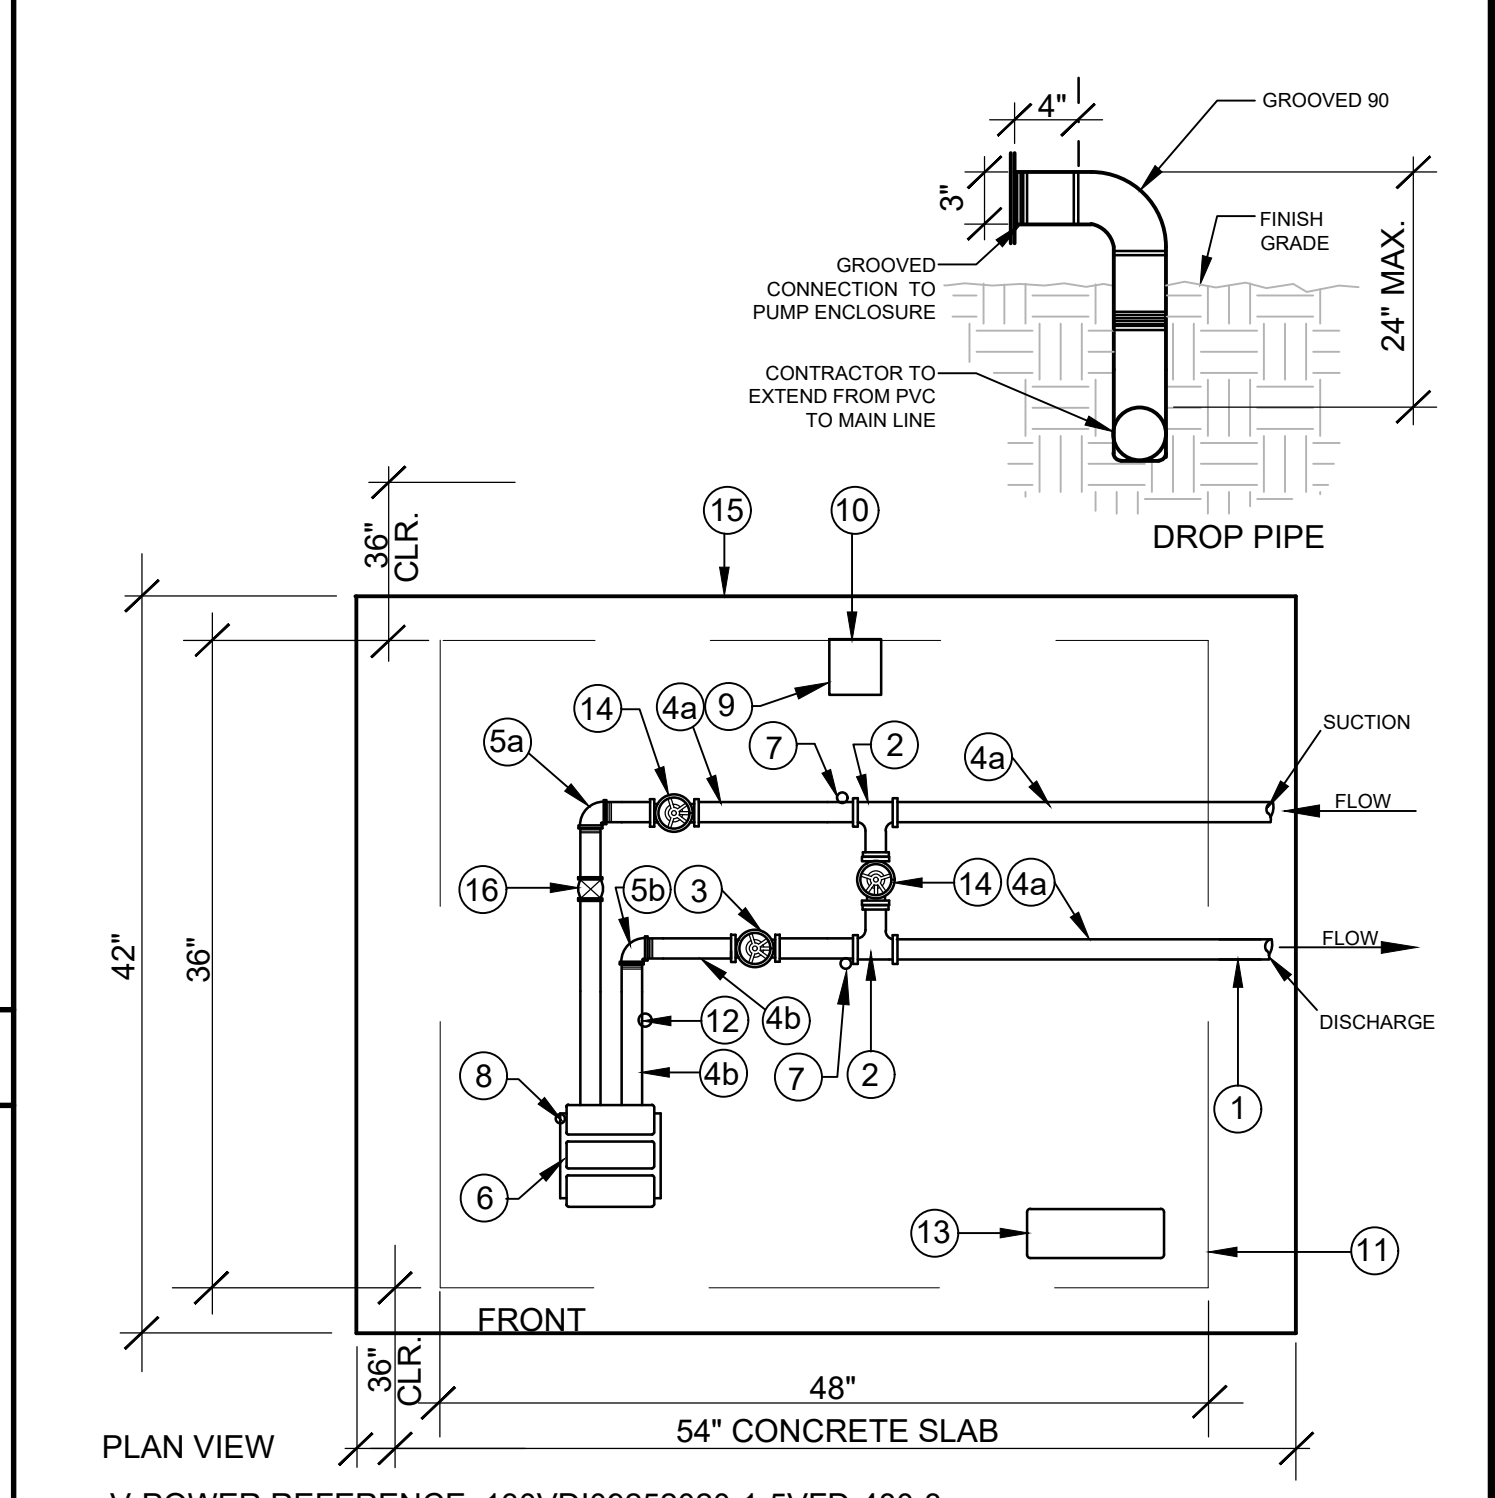 4"
GROOVED 90
3"
FINISH
GRADE
24" MAX.
GROOVED
CONNECTION TO
PUMP ENCLOSURE
CONTRACTOR TO
EXTEND FROM PVC
TO MAIN LINE
DROP PIPE
36"
CLR.
15
10
14
4a
9
5a
7
2
4a
SUCTION
FLOW
16
5b
3
14
4a
FLOW
42"
36"
12
4b
DISCHARGE
8
4b
7
2
1
6
13
11
FRONT
36"
CLR.
48"
54" CONCRETE SLAB
PLAN VIEW